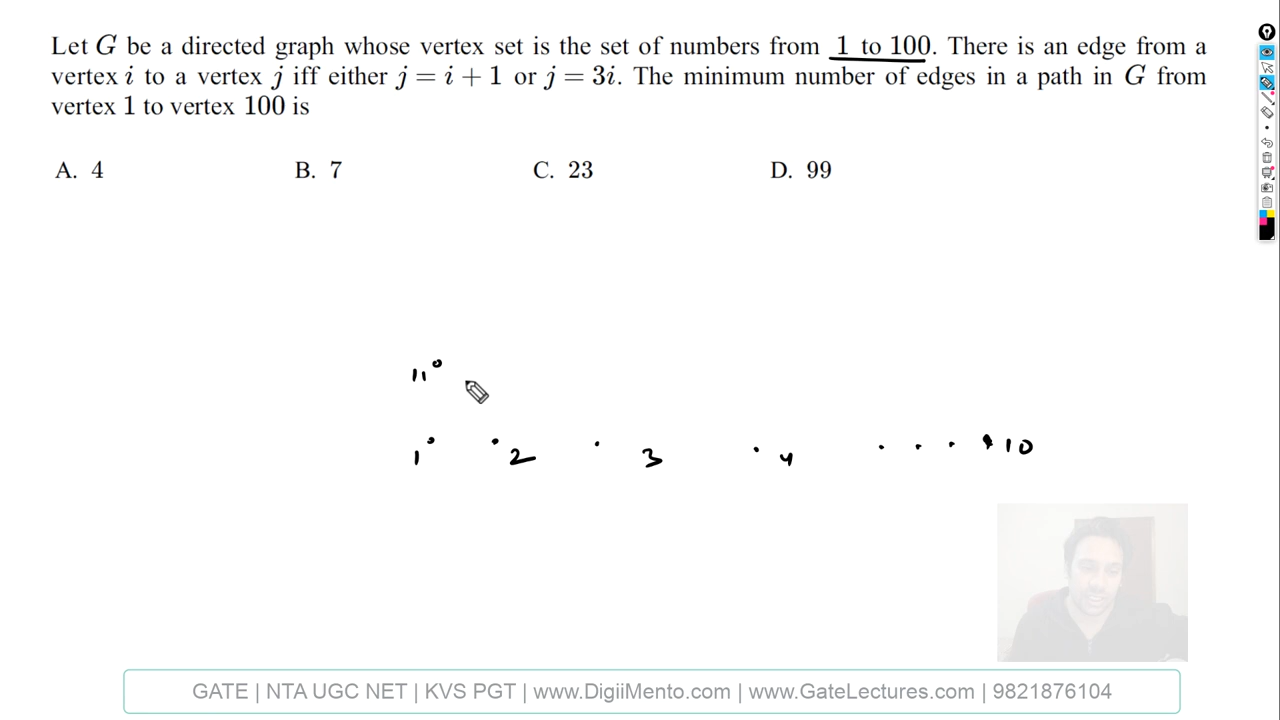 Let G be a directed graph whose vertex set is the set of numbers from 1 to 100. There is an edge from a
vertex i to a vertex j iff either j = i + 1 or j = 3i. The minimum number of edges in a path in G from
vertex 1 to vertex 100 is
A. 4 B. 7 C. 23 D. 99
11
1 2 3 4 10
GATE | NTA UGC NET | KVS PGT | www.DigiiMento.com | www.GateLectures.com | 9821876104